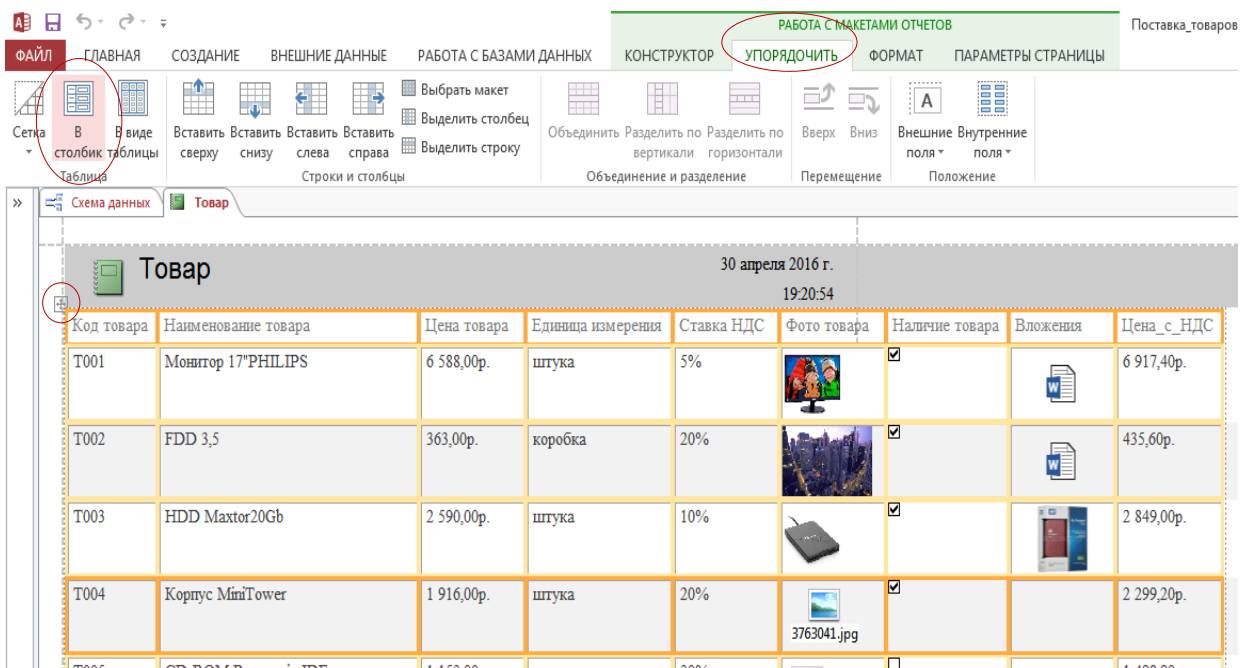 РАБОТА С МАКЕТАМИ ОТЧЕТОВ Поставка_товаров
ФАЙЛ ГЛАВНАЯ СОЗДАНИЕ ВНЕШНИЕ ДАННЫЕ РАБОТА С БАЗАМИ ДАННЫХ КОНСТРУКТОР УПОРЯДОЧИТЬ ФОРМАТ ПАРАМЕТРЫ СТРАНИЦЫ
Сетка
В столбик
В виде таблицы
Вставить сверху
Вставить снизу
Вставить слева
Вставить справа
Выбрать макет
Выделить столбец
Выделить строку
Объединить
Разделить по вертикали
Разделить по горизонтали
Вверх
Вниз
A
Внешние поля
Внутренние поля
Таблица Строки и столбцы Объединение и разделение Перемещение Положение
» Схема данных Товар
Товар 30 апреля 2016 г.
19:20:54
Код товара Наименование товара Цена товара Единица измерения Ставка НДС Фото товара Наличие товара Вложения Цена_с_НДС
T001 Монитор 17"PHILIPS 6 588,00р. штука 5% 6 917,40р.
T002 FDD 3,5 363,00р. коробка 20% 435,60р.
T003 HDD Maxtor20Gb 2 590,00р. штука 10% 2 849,00р.
T004 Корпус MiniTower 1 916,00р. штука 20% 2 299,20р.
3763041.jpg